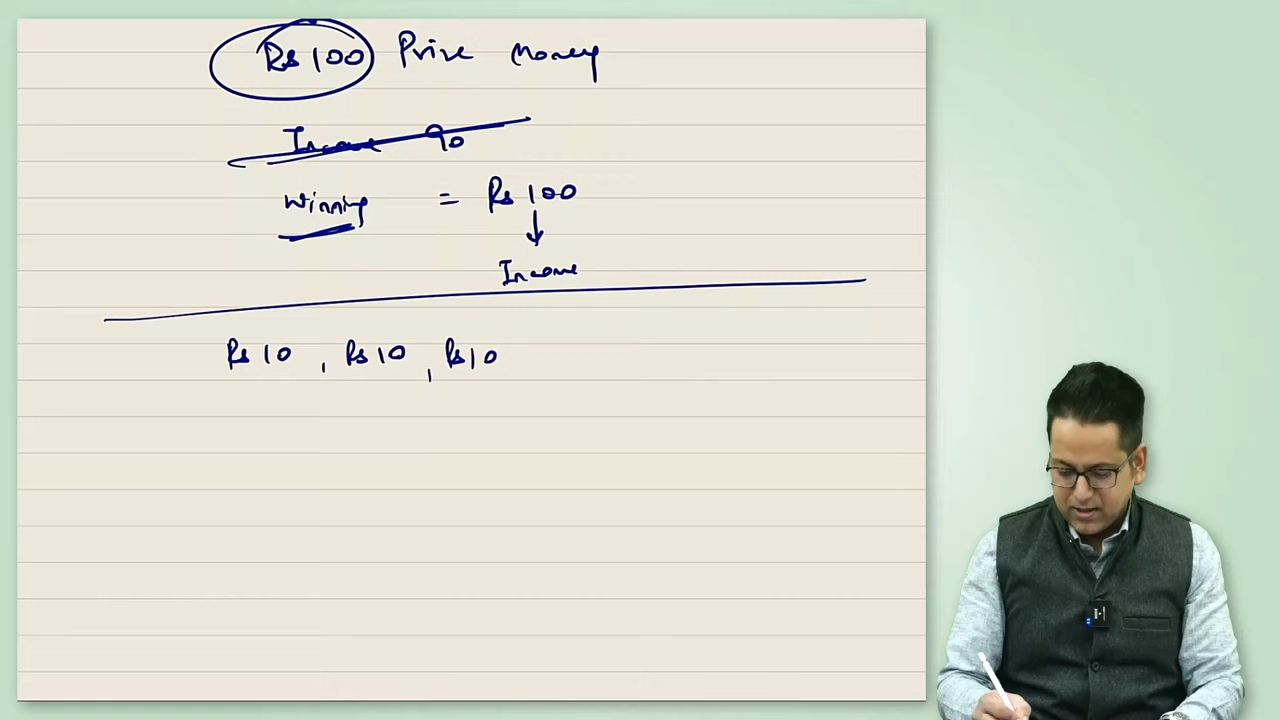 Rs 100 Prize Money
Income 90
Winning = Rs 100
Income
Rs 10 , Rs 10 , Rs 10